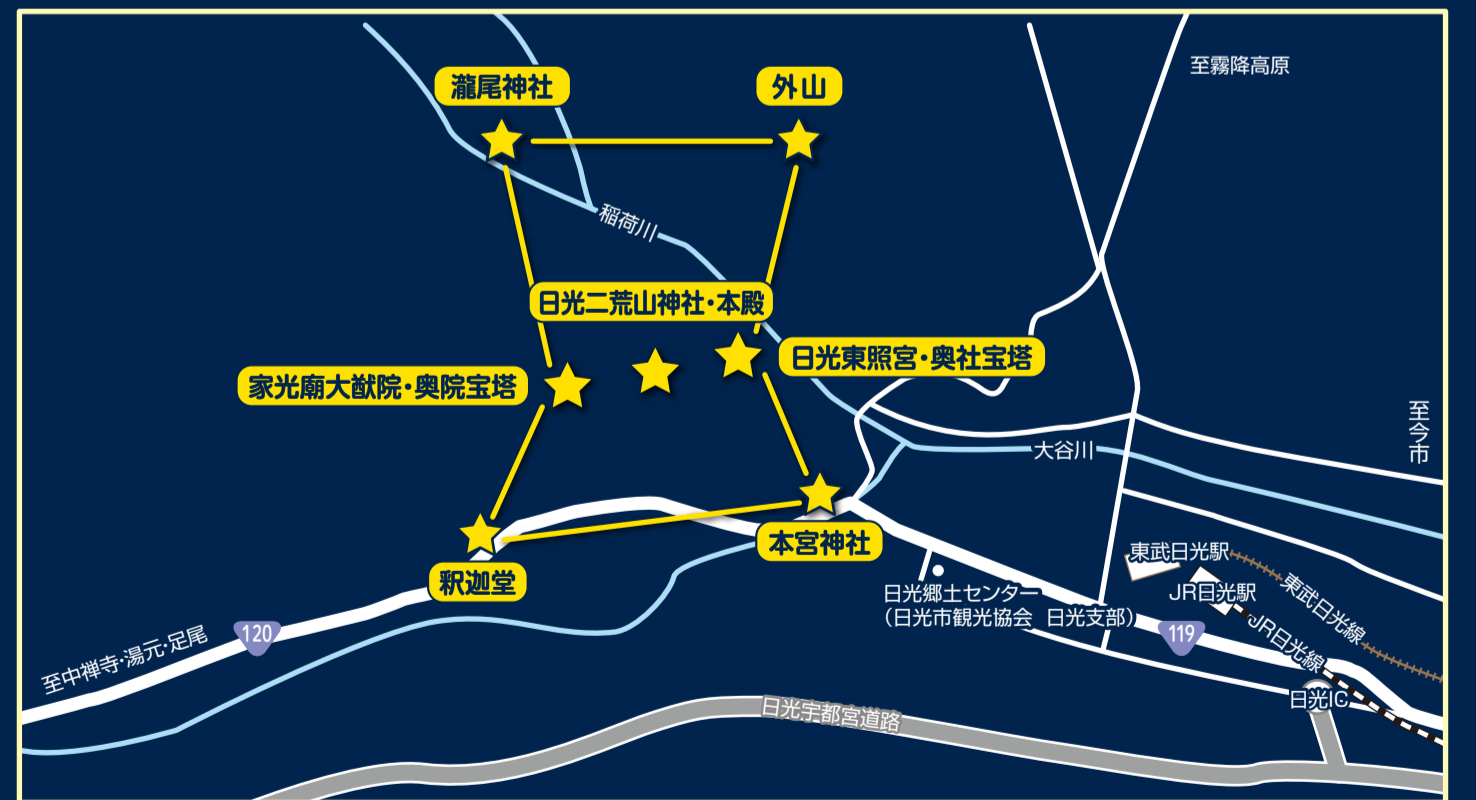 至霧降高原
瀧尾神社
外山
稲荷川
日光二荒山神社・本殿
日光東照宮・奥社宝塔
家光廟大猷院・奥院宝塔
至今市
大谷川
本宮神社
釈迦堂
東武日光駅
JR日光駅
東武日光線
日光郷土センター
（日光市観光協会　日光支部）
120
119
JR日光線
至中禅寺・湯元・足尾
日光IC
日光宇都宮道路